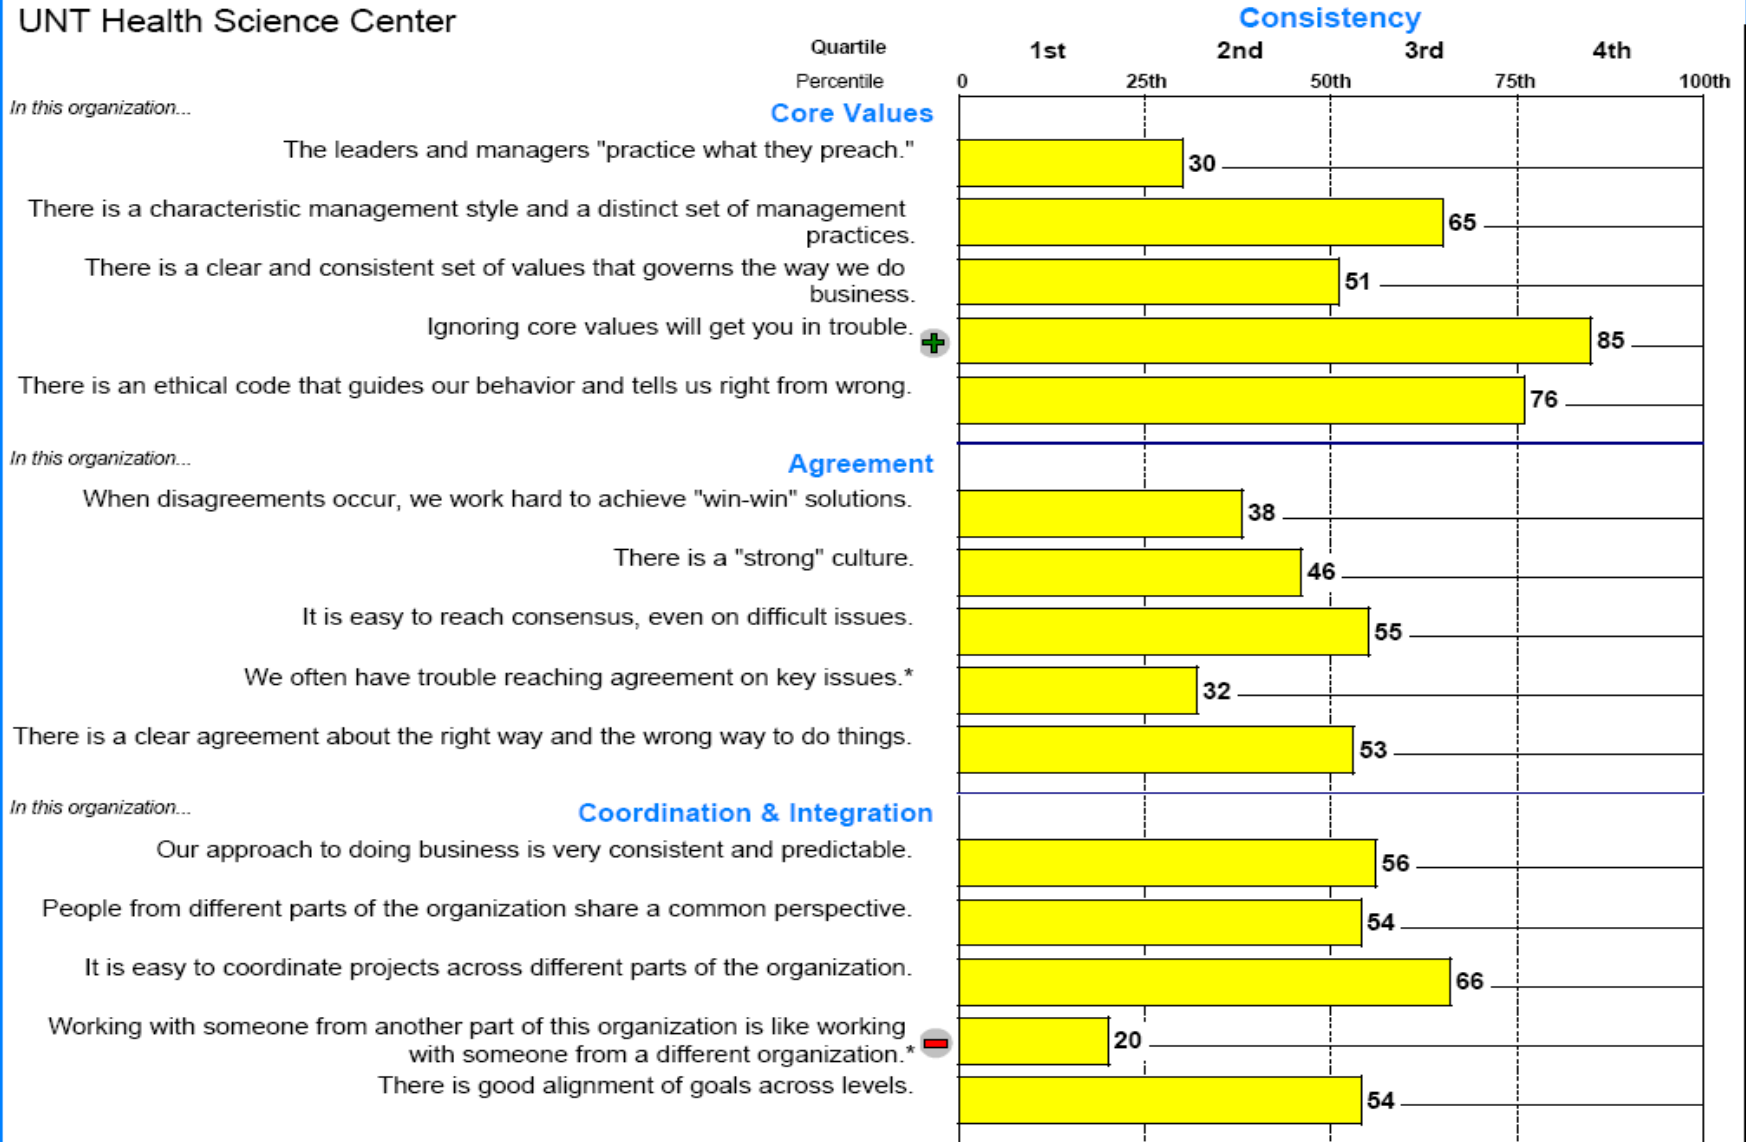 UNT Health Science Center
Consistency
Quartile 1st 2nd 3rd 4th
Percentile 0 25th 50th 75th 100th
In this organization...
Core Values
The leaders and managers "practice what they preach." 30
There is a characteristic management style and a distinct set of management
practices. 65
There is a clear and consistent set of values that governs the way we do
business. 51
Ignoring core values will get you in trouble. 85
There is an ethical code that guides our behavior and tells us right from wrong. 76
In this organization...
Agreement
When disagreements occur, we work hard to achieve "win-win" solutions. 38
There is a "strong" culture. 46
It is easy to reach consensus, even on difficult issues. 55
We often have trouble reaching agreement on key issues.* 32
There is a clear agreement about the right way and the wrong way to do things. 53
In this organization...
Coordination & Integration
Our approach to doing business is very consistent and predictable. 56
People from different parts of the organization share a common perspective. 54
It is easy to coordinate projects across different parts of the organization. 66
Working with someone from another part of this organization is like working
with someone from a different organization.* 20
There is good alignment of goals across levels. 54